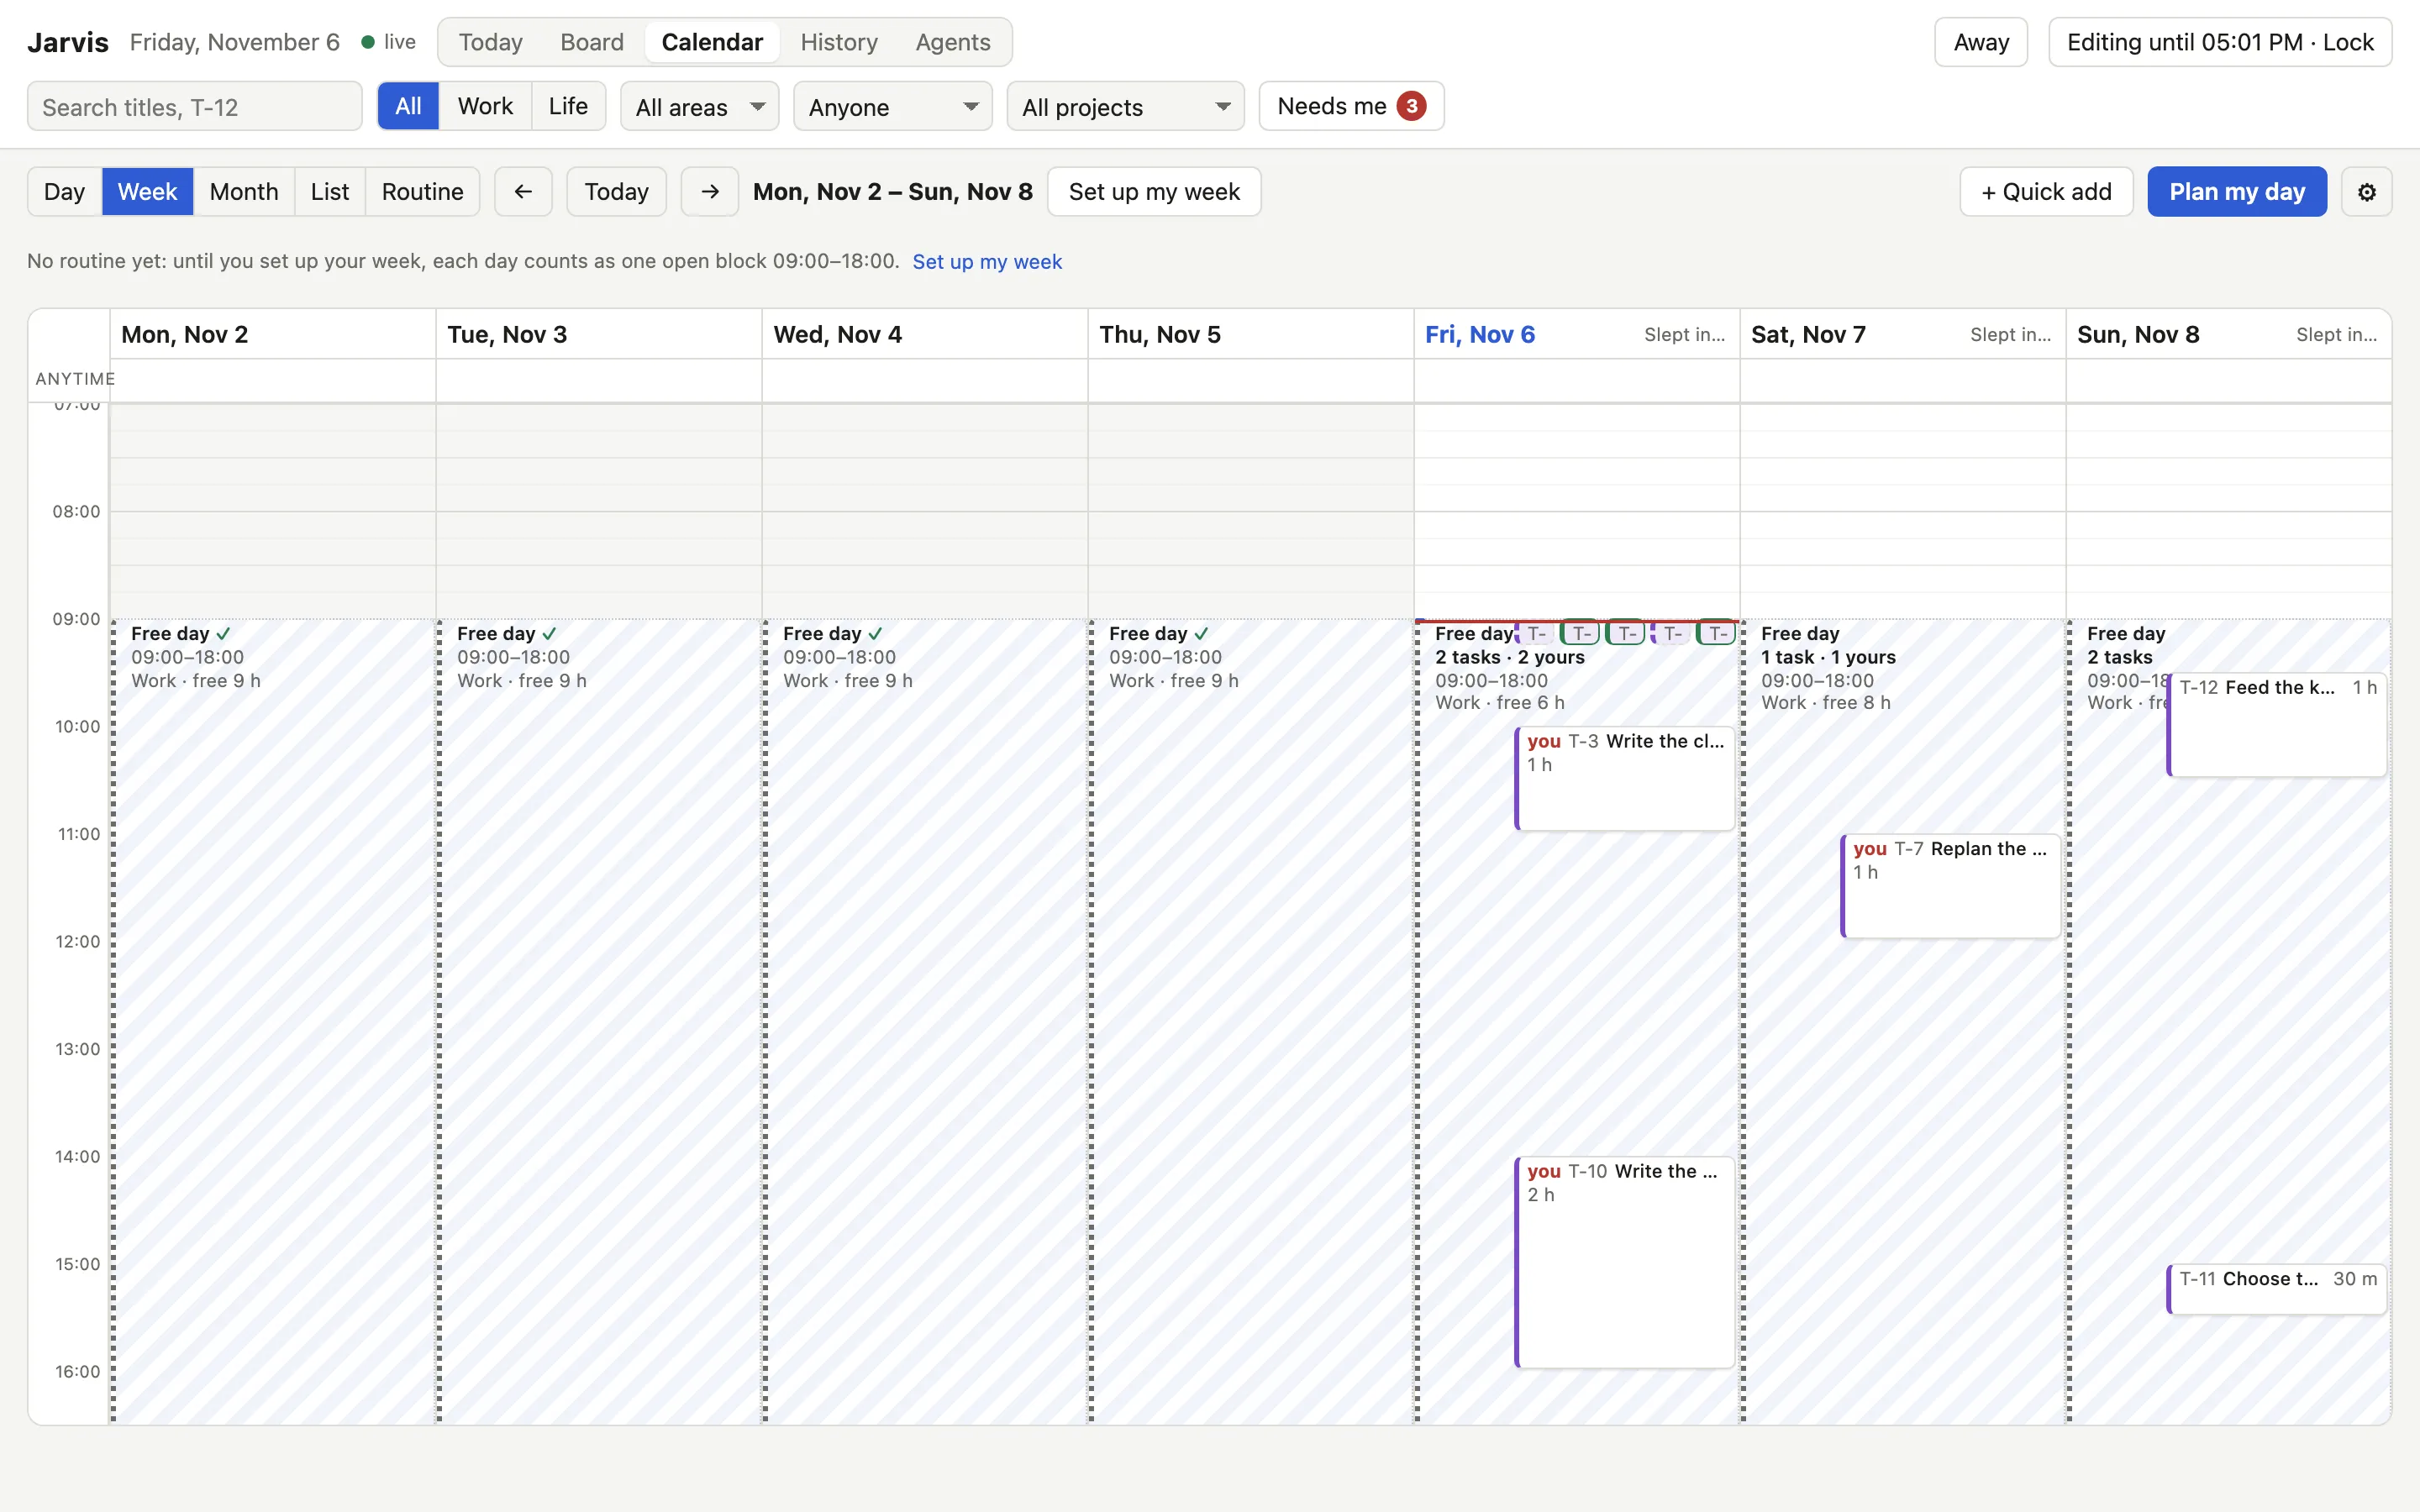 Jarvis Friday, November 6 live Today Board Calendar History Agents Away Editing until 05:01 PM · Lock
Search titles, T-12 All Work Life All areas Anyone All projects Needs me 3
Day Week Month List Routine ← Today → Mon, Nov 2 – Sun, Nov 8 Set up my week + Quick add Plan my day
No routine yet: until you set up your week, each day counts as one open block 09:00–18:00. Set up my week
Mon, Nov 2 Tue, Nov 3 Wed, Nov 4 Thu, Nov 5 Fri, Nov 6 Slept in... Sat, Nov 7 Slept in... Sun, Nov 8 Slept in...
ANYTIME
07:00
08:00
09:00
Free day ✓
09:00–18:00
Work · free 9 h
Free day ✓
09:00–18:00
Work · free 9 h
Free day ✓
09:00–18:00
Work · free 9 h
Free day ✓
09:00–18:00
Work · free 9 h
Free day T- T- T- T- T-
2 tasks · 2 yours
09:00–18:00
Work · free 6 h
Free day
1 task · 1 yours
09:00–18:00
Work · free 8 h
Free day
2 tasks
09:00–18
Work · fre
T-12 Feed the k... 1 h
10:00
you T-3 Write the cl...
1 h
11:00
you T-7 Replan the ...
1 h
12:00
13:00
14:00
you T-10 Write the ...
2 h
15:00
T-11 Choose t... 30 m
16:00